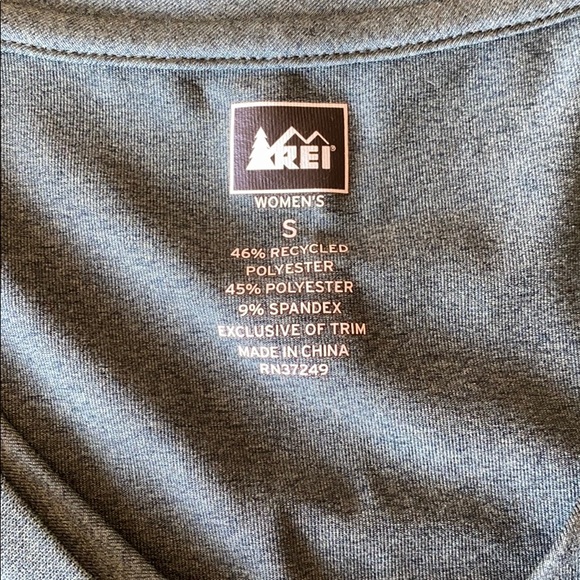 REI®
WOMEN'S
S
46% RECYCLED
POLYESTER
45% POLYESTER
9% SPANDEX
EXCLUSIVE OF TRIM
MADE IN CHINA
RN37249